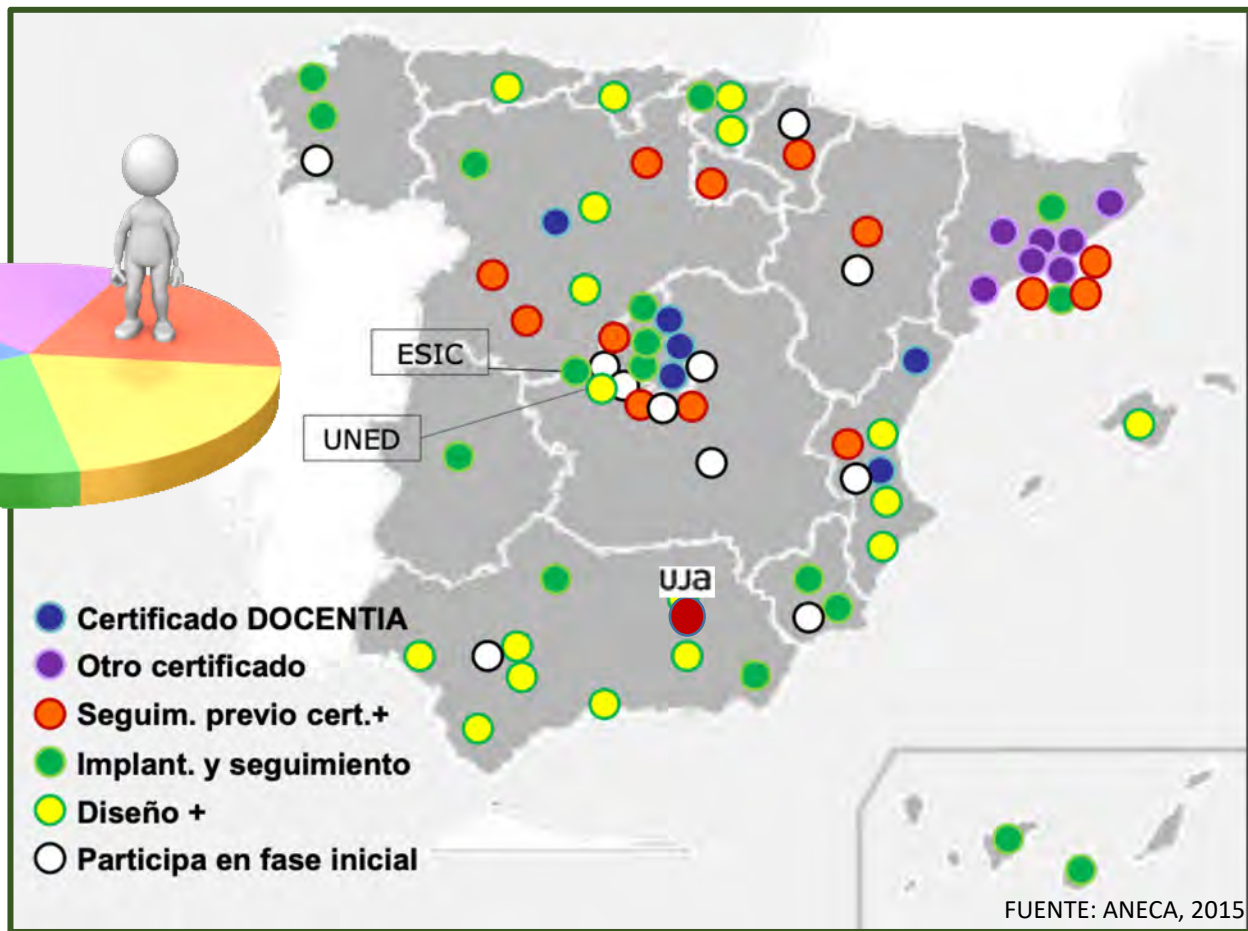 ESIC
UNED
uja
Certificado DOCENTIA
Otro certificado
Seguim. previo cert.+
Implant. y seguimiento
Diseño +
Participa en fase inicial
FUENTE: ANECA, 2015